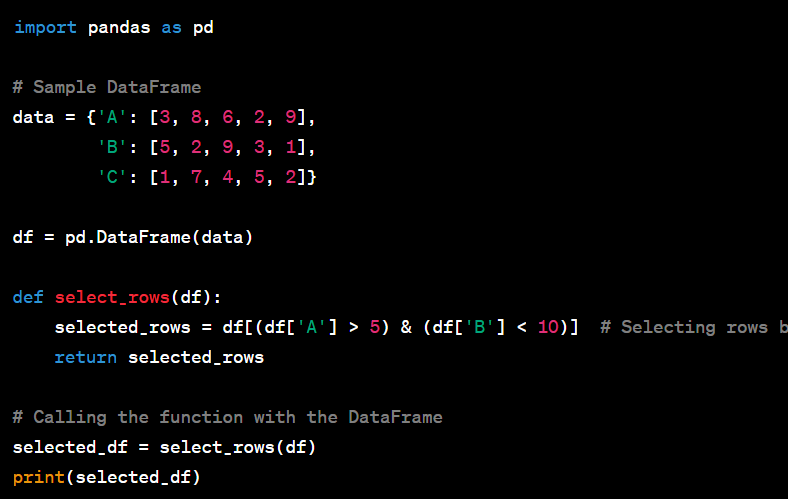 import pandas as pd
# Sample DataFrame
data = {'A': [3, 8, 6, 2, 9],
'B': [5, 2, 9, 3, 1],
'C': [1, 7, 4, 5, 2]}
df = pd.DataFrame(data)
def select_rows(df):
selected_rows = df[(df['A'] > 5) & (df['B'] < 10)]  # Selecting rows
return selected_rows
# Calling the function with the DataFrame
selected_df = select_rows(df)
print(selected_df)